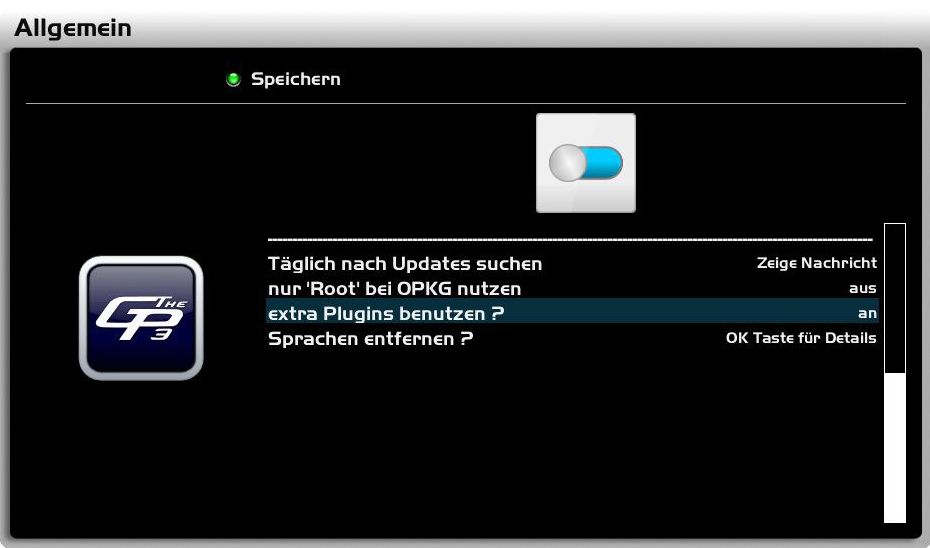 Allgemein
Speichern
Täglich nach Updates suchen Zeige Nachricht
nur 'Root' bei OPKG nutzen aus
extra Plugins benutzen ? an
Sprachen entfernen ? OK Taste für Details
THE
GP3